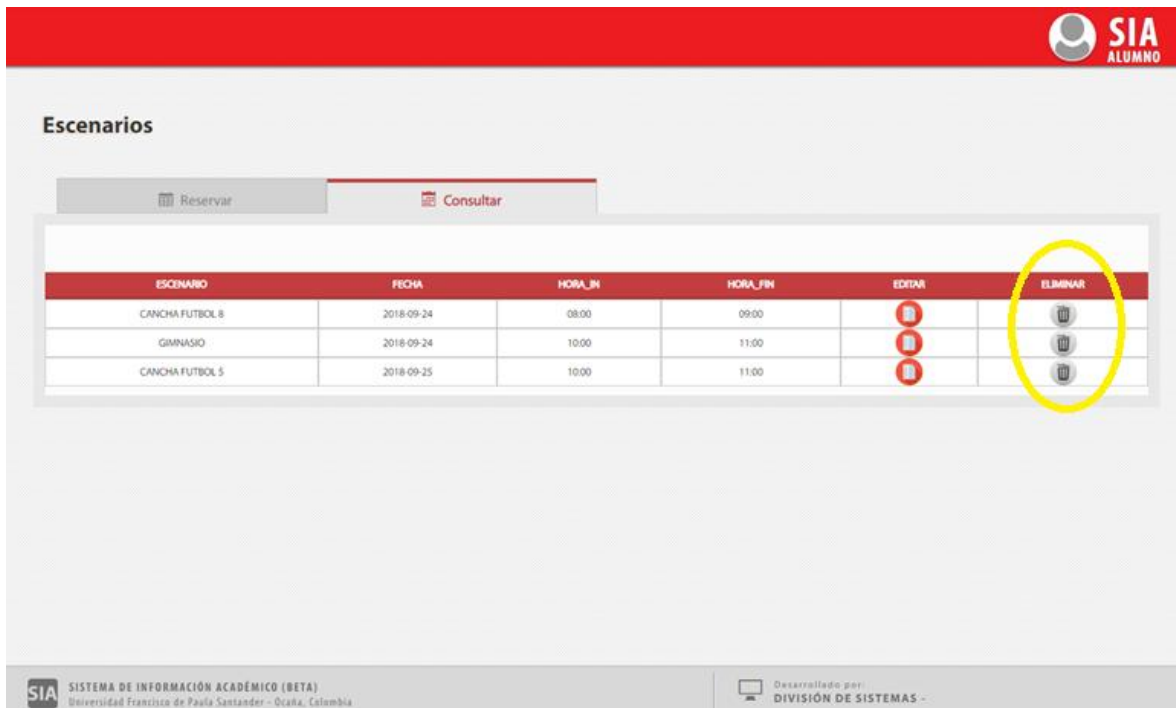 SIA
ALUMNO
Escenarios
Reservar
Consultar
ESCENARIO FECHA HORA_IN HORA_FIN EDITAR ELIMINAR
CANCHA FUTBOL 8 2018-09-24 08:00 09:00
GIMNASIO 2018-09-24 10:00 11:00
CANCHA FUTBOL 5 2018-09-25 10:00 11:00
SIA
SISTEMA DE INFORMACIÓN ACADÉMICO (BETA)
Universidad Francisco de Paula Santander - Ocaña, Colombia
Desarrollado por:
DIVISIÓN DE SISTEMAS -